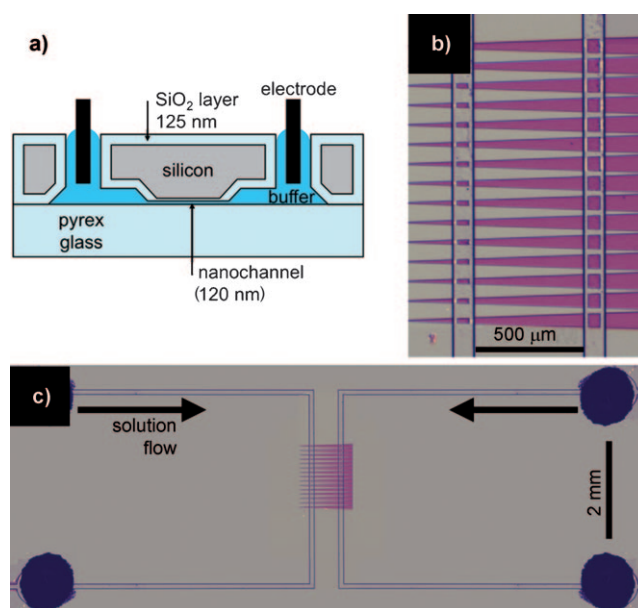 a)
electrode
SiO₂ layer
125 nm
silicon
buffer
pyrex
glass
nanochannel
(120 nm)
b)
500 μm
c)
solution
flow
2 mm